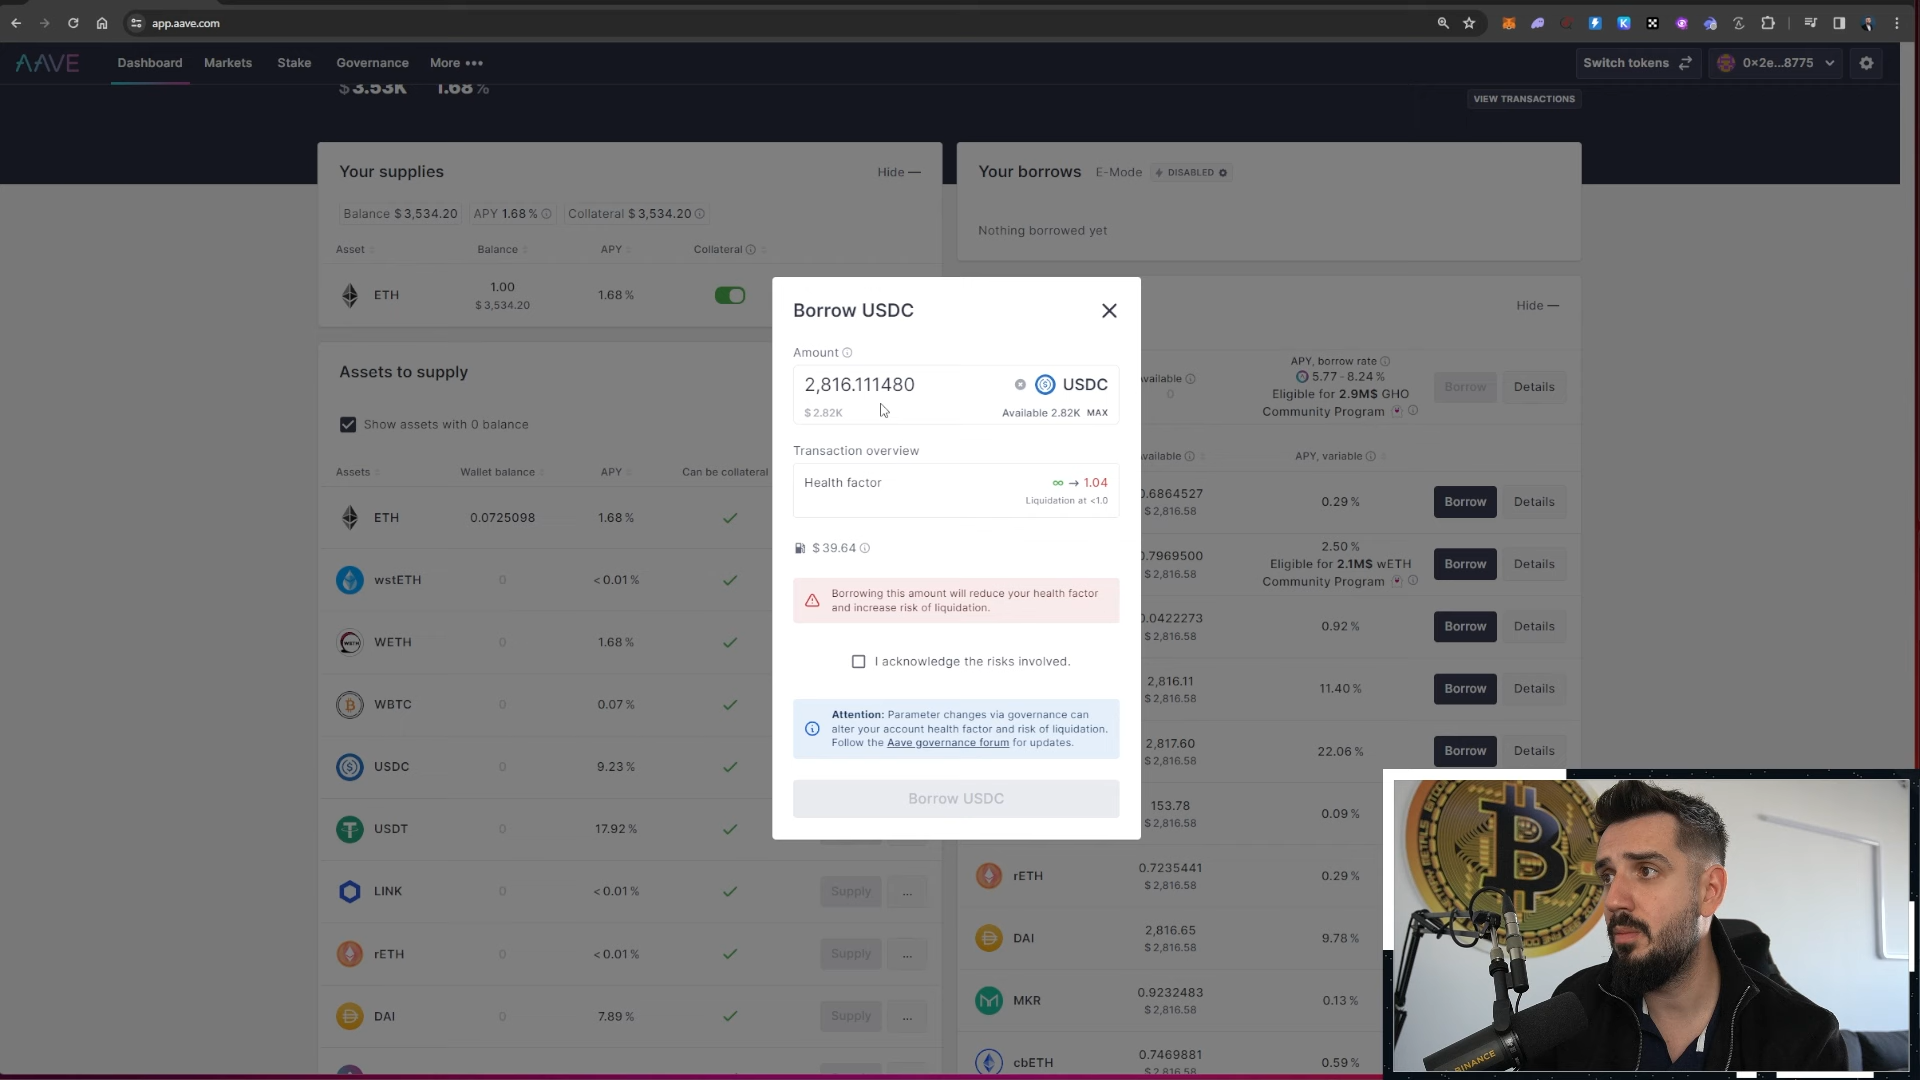 app.aave.com
AAVE
Dashboard
Markets
Stake
Governance
More •••
Switch tokens
0x2e...8775
$3.53K 1.68%
VIEW TRANSACTIONS
Your supplies
Hide —
Balance $3,534.20
APY 1.68%
Collateral $3,534.20
Asset
Balance
APY
Collateral
ETH
1.00
$3,534.20
1.68%
Assets to supply
Show assets with 0 balance
Assets
Wallet balance
APY
Can be collateral
ETH 0.0725098 1.68%
wstETH 0 <0.01%
WETH 0 1.68%
WBTC 0 0.07%
USDC 0 9.23%
USDT 0 17.92%
LINK 0 <0.01% Supply ...
rETH 0 <0.01% Supply ...
DAI 0 7.89% Supply ...
Your borrows
E-Mode
DISABLED
Nothing borrowed yet
Borrow USDC
Amount
2,816.111480
USDC
$2.82K
Available 2.82K MAX
Transaction overview
Health factor
∞ → 1.04
Liquidation at <1.0
$39.64
Borrowing this amount will reduce your health factor
and increase risk of liquidation.
I acknowledge the risks involved.
Attention: Parameter changes via governance can
alter your account health factor and risk of liquidation.
Follow the Aave governance forum for updates.
Borrow USDC
Hide —
APY, borrow rate
0
5.77 - 8.24%
Eligible for 2.9M$ GHO
Community Program
Borrow
Details
APY, variable
$2,816.58
0.29%
Borrow
Details
$2,816.58
2.50%
Eligible for 2.1M$ wETH
Community Program
Borrow
Details
$2,816.58
0.92%
Borrow
Details
2,816.11
$2,816.58
11.40%
Borrow
Details
2,817.60
$2,816.58
22.06%
Borrow
Details
153.78
$2,816.58
0.09%
rETH
0.7235441
$2,816.58
0.29%
DAI
2,816.65
$2,816.58
9.78%
MKR
0.9232483
$2,816.58
0.13%
cbETH
0.7469881
$2,816.58
0.59%
BINANCE